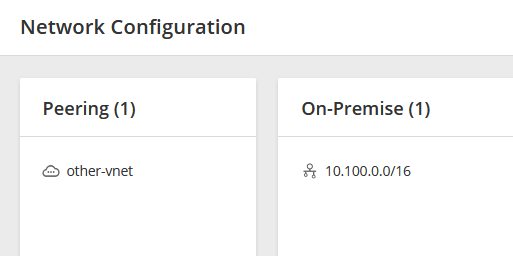 Network Configuration
Peering (1)
other-vnet
On-Premise (1)
10.100.0.0/16